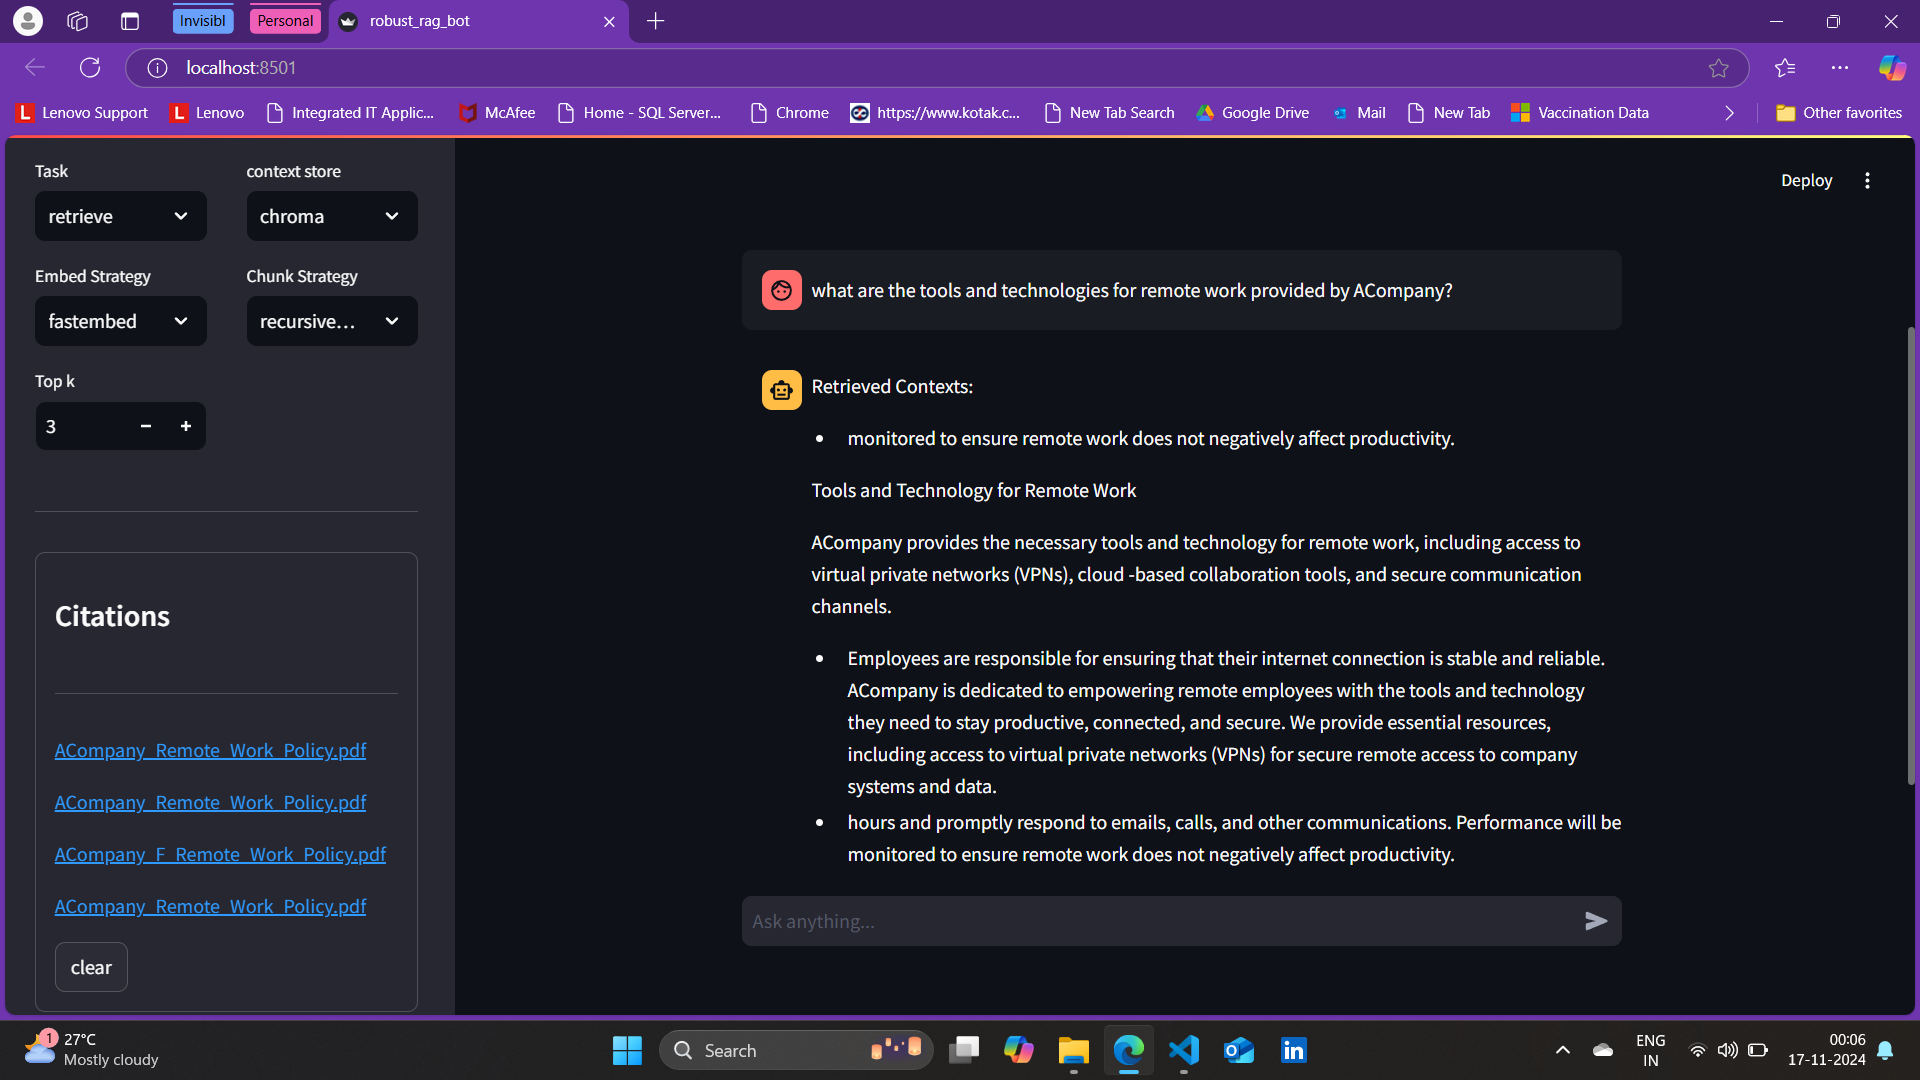 Invisibl
Personal
robust_rag_bot
localhost:8501
Lenovo Support
Lenovo
Integrated IT Applic...
McAfee
Home - SQL Server...
Chrome
https://www.kotak.c...
New Tab Search
Google Drive
Mail
New Tab
Vaccination Data
Other favorites
Task
context store
retrieve
chroma
Embed Strategy
Chunk Strategy
fastembed
recursive...
Top k
3
Citations
ACompany_Remote_Work_Policy.pdf
ACompany_Remote_Work_Policy.pdf
ACompany_F_Remote_Work_Policy.pdf
ACompany_Remote_Work_Policy.pdf
clear
Deploy
what are the tools and technologies for remote work provided by ACompany?
Retrieved Contexts:
• monitored to ensure remote work does not negatively affect productivity.
Tools and Technology for Remote Work
ACompany provides the necessary tools and technology for remote work, including access to
virtual private networks (VPNs), cloud -based collaboration tools, and secure communication
channels.
• Employees are responsible for ensuring that their internet connection is stable and reliable.
ACompany is dedicated to empowering remote employees with the tools and technology
they need to stay productive, connected, and secure. We provide essential resources,
including access to virtual private networks (VPNs) for secure remote access to company
systems and data.
• hours and promptly respond to emails, calls, and other communications. Performance will be
monitored to ensure remote work does not negatively affect productivity.
Ask anything...
1
27°C
Mostly cloudy
Search
ENG
IN
00:06
17-11-2024